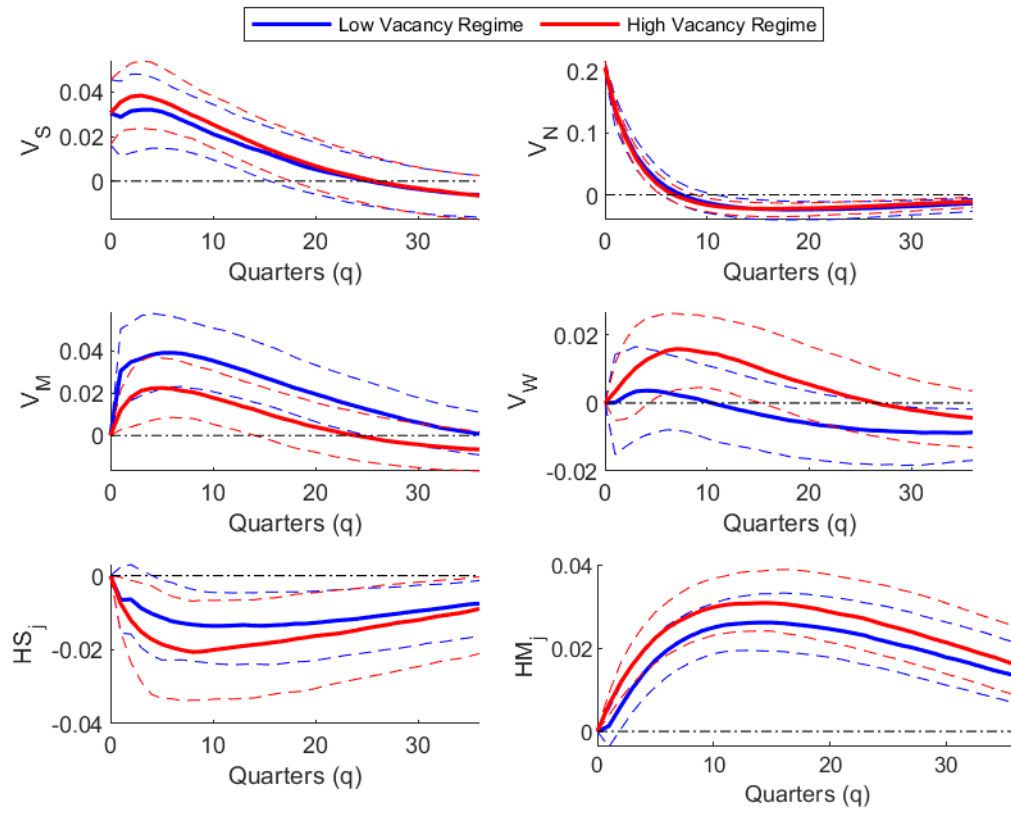 Low Vacancy Regime High Vacancy Regime
V_S
0.04
0.02
0
0 10 20 30
Quarters (q)
V_N
0.2
0.1
0
0 10 20 30
Quarters (q)
V_M
0.04
0.02
0
0 10 20 30
Quarters (q)
V_W
0.02
0
-0.02
0 10 20 30
Quarters (q)
HS_j
0
-0.02
-0.04
0 10 20 30
Quarters (q)
HM_j
0.04
0.02
0
0 10 20 30
Quarters (q)